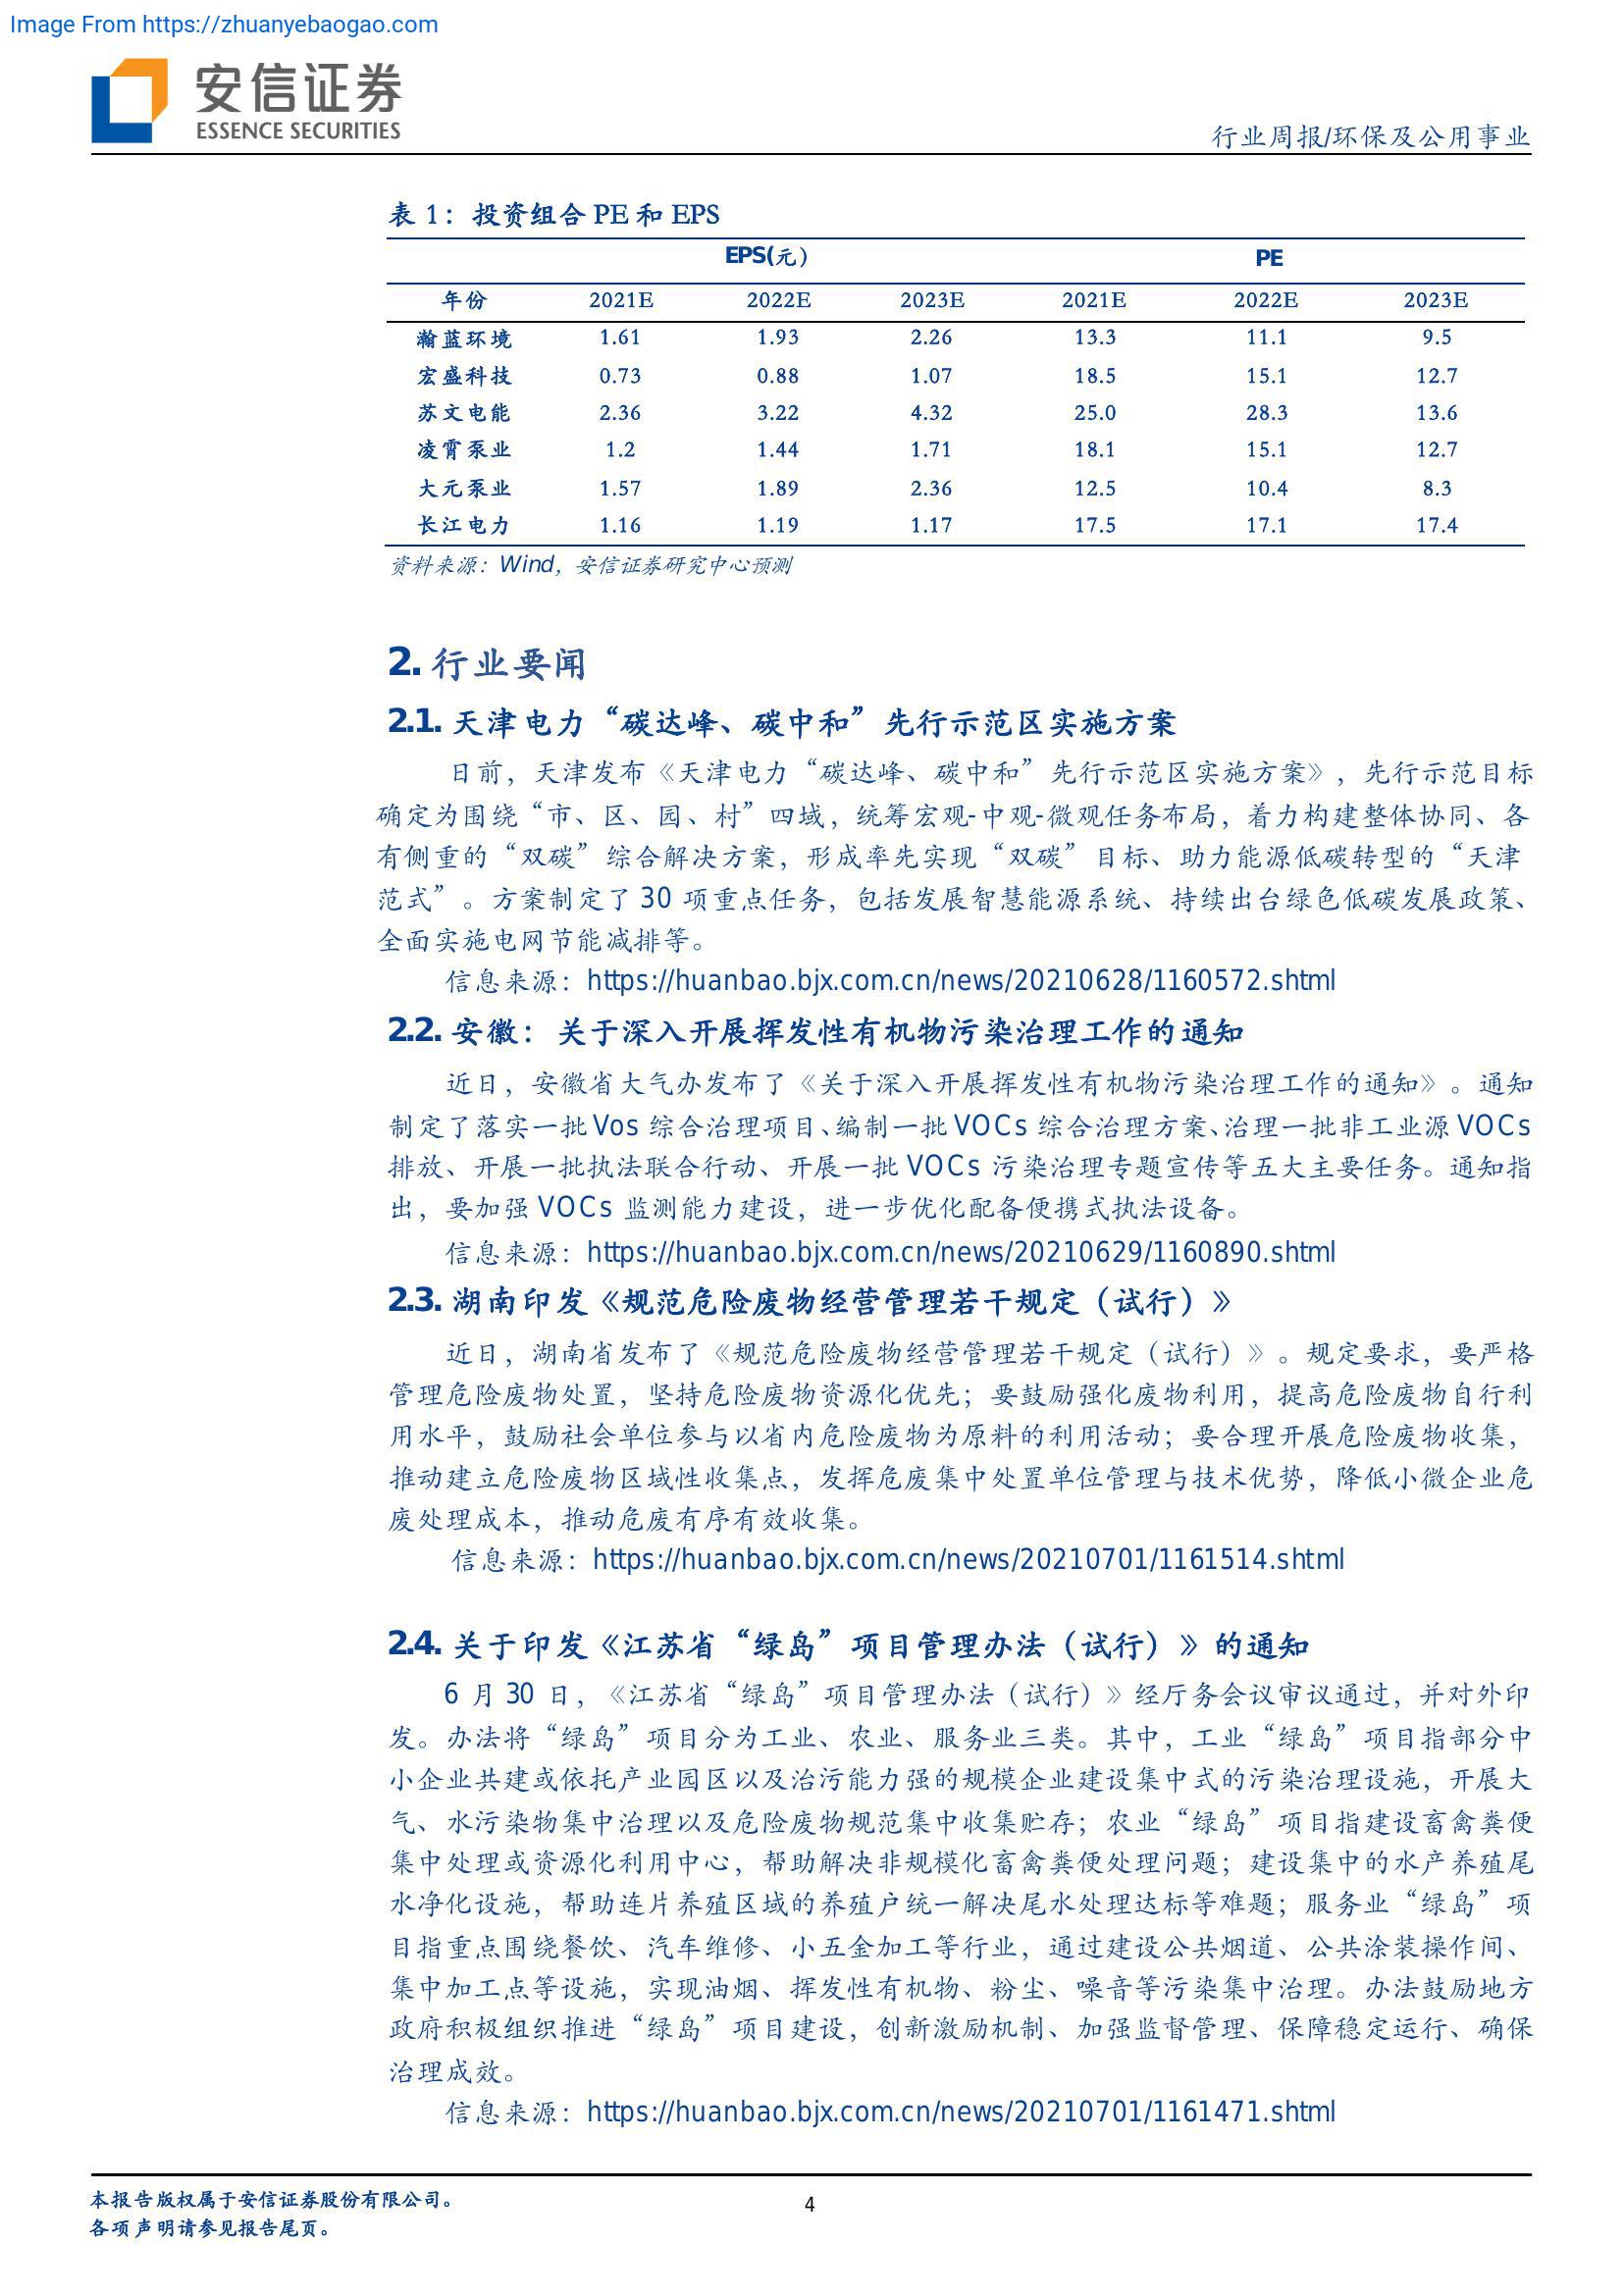 Image From https://zhuanyebaogao.com
安信证券
ESSENCE SECURITIES
行业周报/环保及公用事业
表 1：投资组合 PE 和 EPS
EPS(元) PE
年份 2021E 2022E 2023E 2021E 2022E 2023E
瀚蓝环境 1.61 1.93 2.26 13.3 11.1 9.5
宏盛科技 0.73 0.88 1.07 18.5 15.1 12.7
苏文电能 2.36 3.22 4.32 25.0 28.3 13.6
凌霄泵业 1.2 1.44 1.71 18.1 15.1 12.7
大元泵业 1.57 1.89 2.36 12.5 10.4 8.3
长江电力 1.16 1.19 1.17 17.5 17.1 17.4
资料来源：Wind，安信证券研究中心预测
2. 行业要闻
2.1. 天津电力“碳达峰、碳中和”先行示范区实施方案
日前，天津发布《天津电力“碳达峰、碳中和”先行示范区实施方案》，先行示范目标
确定为围绕“市、区、园、村”四域，统筹宏观-中观-微观任务布局，着力构建整体协同、各
有侧重的“双碳”综合解决方案，形成率先实现“双碳”目标、助力能源低碳转型的“天津
范式”。方案制定了 30 项重点任务，包括发展智慧能源系统、持续出台绿色低碳发展政策、
全面实施电网节能减排等。
信息来源：https://huanbao.bjx.com.cn/news/20210628/1160572.shtml
2.2. 安徽：关于深入开展挥发性有机物污染治理工作的通知
近日，安徽省大气办发布了《关于深入开展挥发性有机物污染治理工作的通知》。通知
制定了落实一批 Vos 综合治理项目、编制一批 VOCs 综合治理方案、治理一批非工业源 VOCs
排放、开展一批执法联合行动、开展一批 VOCs 污染治理专题宣传等五大主要任务。通知指
出，要加强 VOCs 监测能力建设，进一步优化配备便携式执法设备。
信息来源：https://huanbao.bjx.com.cn/news/20210629/1160890.shtml
2.3. 湖南印发《规范危险废物经营管理若干规定（试行）》
近日，湖南省发布了《规范危险废物经营管理若干规定（试行）》。规定要求，要严格
管理危险废物处置，坚持危险废物资源化优先；要鼓励强化废物利用，提高危险废物自行利
用水平，鼓励社会单位参与以省内危险废物为原料的利用活动；要合理开展危险废物收集，
推动建立危险废物区域性收集点，发挥危废集中处置单位管理与技术优势，降低小微企业危
废处理成本，推动危废有序有效收集。
信息来源：https://huanbao.bjx.com.cn/news/20210701/1161514.shtml
2.4. 关于印发《江苏省“绿岛”项目管理办法（试行）》的通知
6 月 30 日，《江苏省“绿岛”项目管理办法（试行）》经厅务会议审议通过，并对外印
发。办法将“绿岛”项目分为工业、农业、服务业三类。其中，工业“绿岛”项目指部分中
小企业共建或依托产业园区以及治污能力强的规模企业建设集中式的污染治理设施，开展大
气、水污染物集中治理以及危险废物规范集中收集贮存；农业“绿岛”项目指建设畜禽粪便
集中处理或资源化利用中心，帮助解决非规模化畜禽粪便处理问题；建设集中的水产养殖尾
水净化设施，帮助连片养殖区域的养殖户统一解决尾水处理达标等难题；服务业“绿岛”项
目指重点围绕餐饮、汽车维修、小五金加工等行业，通过建设公共烟道、公共涂装操作间、
集中加工点等设施，实现油烟、挥发性有机物、粉尘、噪音等污染集中治理。办法鼓励地方
政府积极组织推进“绿岛”项目建设，创新激励机制、加强监督管理、保障稳定运行、确保
治理成效。
信息来源：https://huanbao.bjx.com.cn/news/20210701/1161471.shtml
本报告版权属于安信证券股份有限公司。
各项声明请参见报告尾页。
4